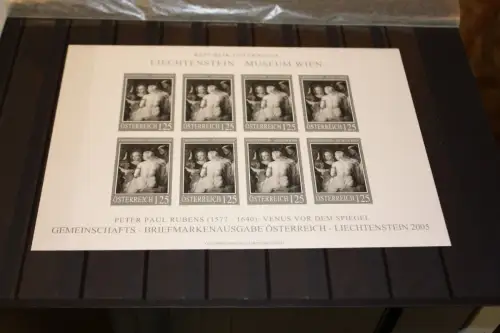 REPUBLIK ÖSTERREICH
LIECHTENSTEIN MUSEUM WIEN
ÖSTERREICH 125 ÖSTERREICH 125 ÖSTERREICH 125 ÖSTERREICH 125
ÖSTERREICH 125 ÖSTERREICH 125 ÖSTERREICH 125 ÖSTERREICH 125
PETER PAUL RUBENS (1577 - 1640): VENUS VOR DEM SPIEGEL
GEMEINSCHAFTS - BRIEFMARKENAUSGABE ÖSTERREICH - LIECHTENSTEIN 2005